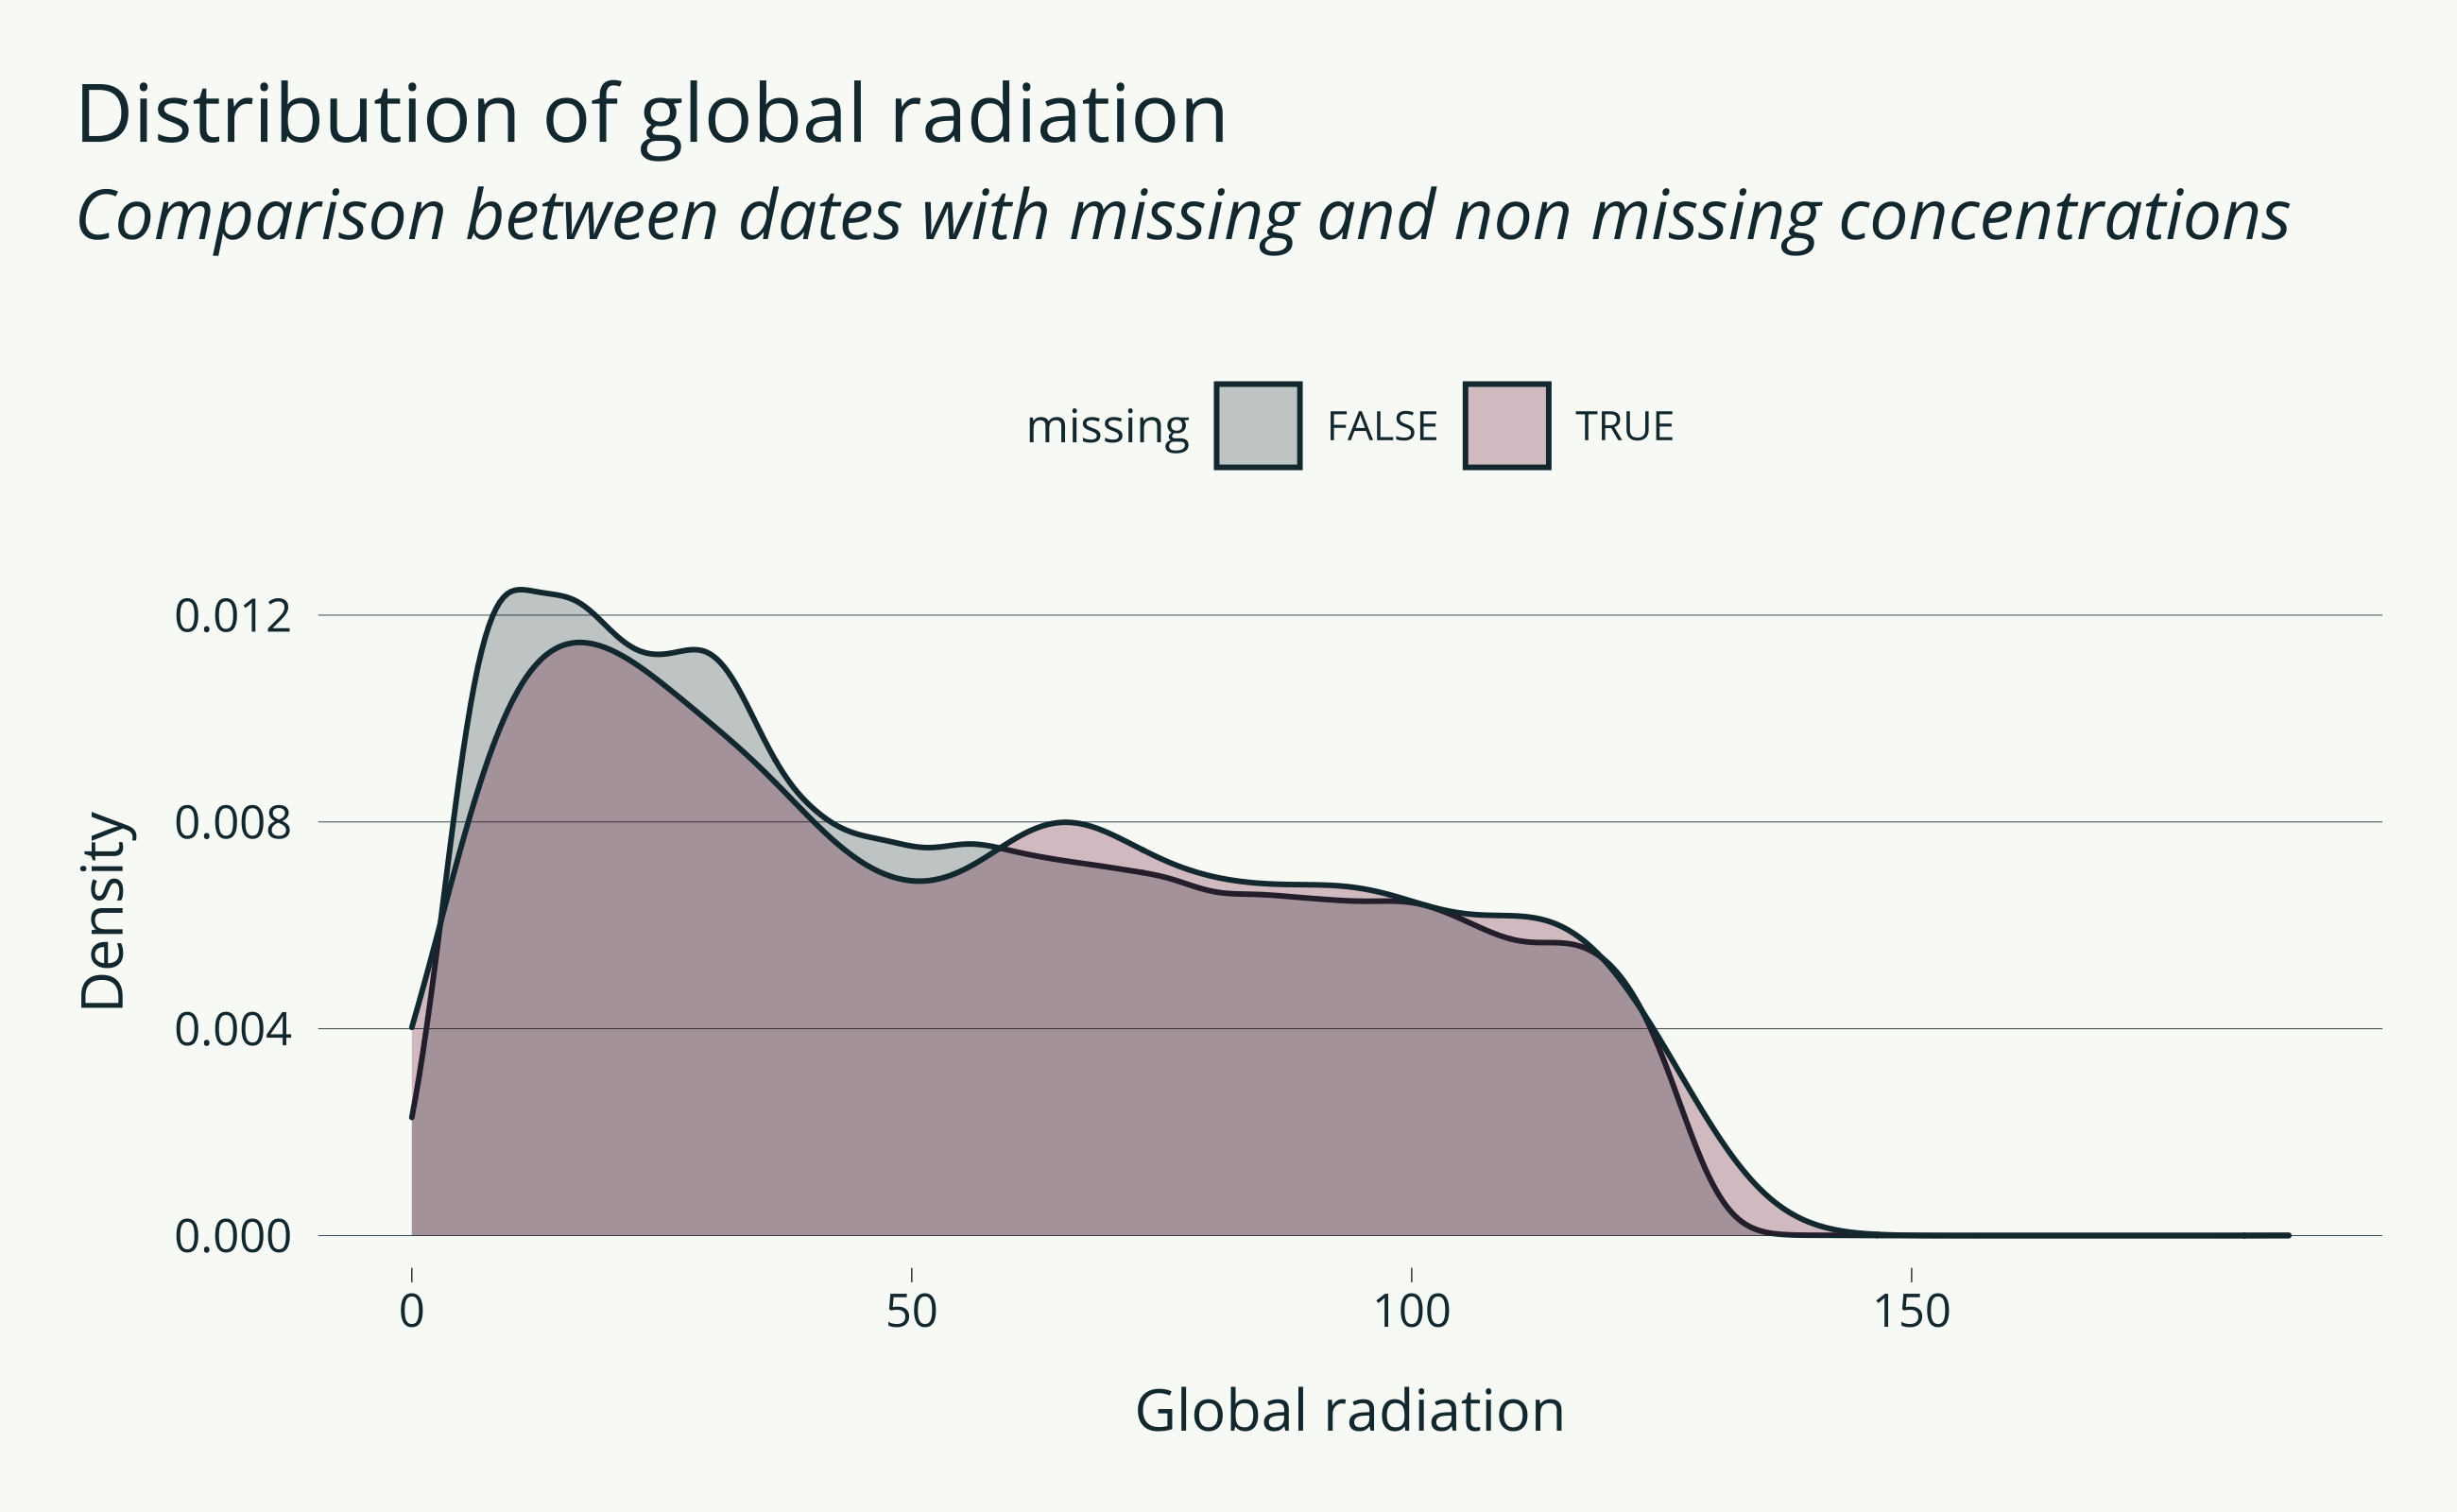 Distribution of global radiation
Comparison between dates with missing and non missing concentrations
missing FALSE TRUE
0.012
0.008
0.004
0.000
Density
0 50 100 150
Global radiation